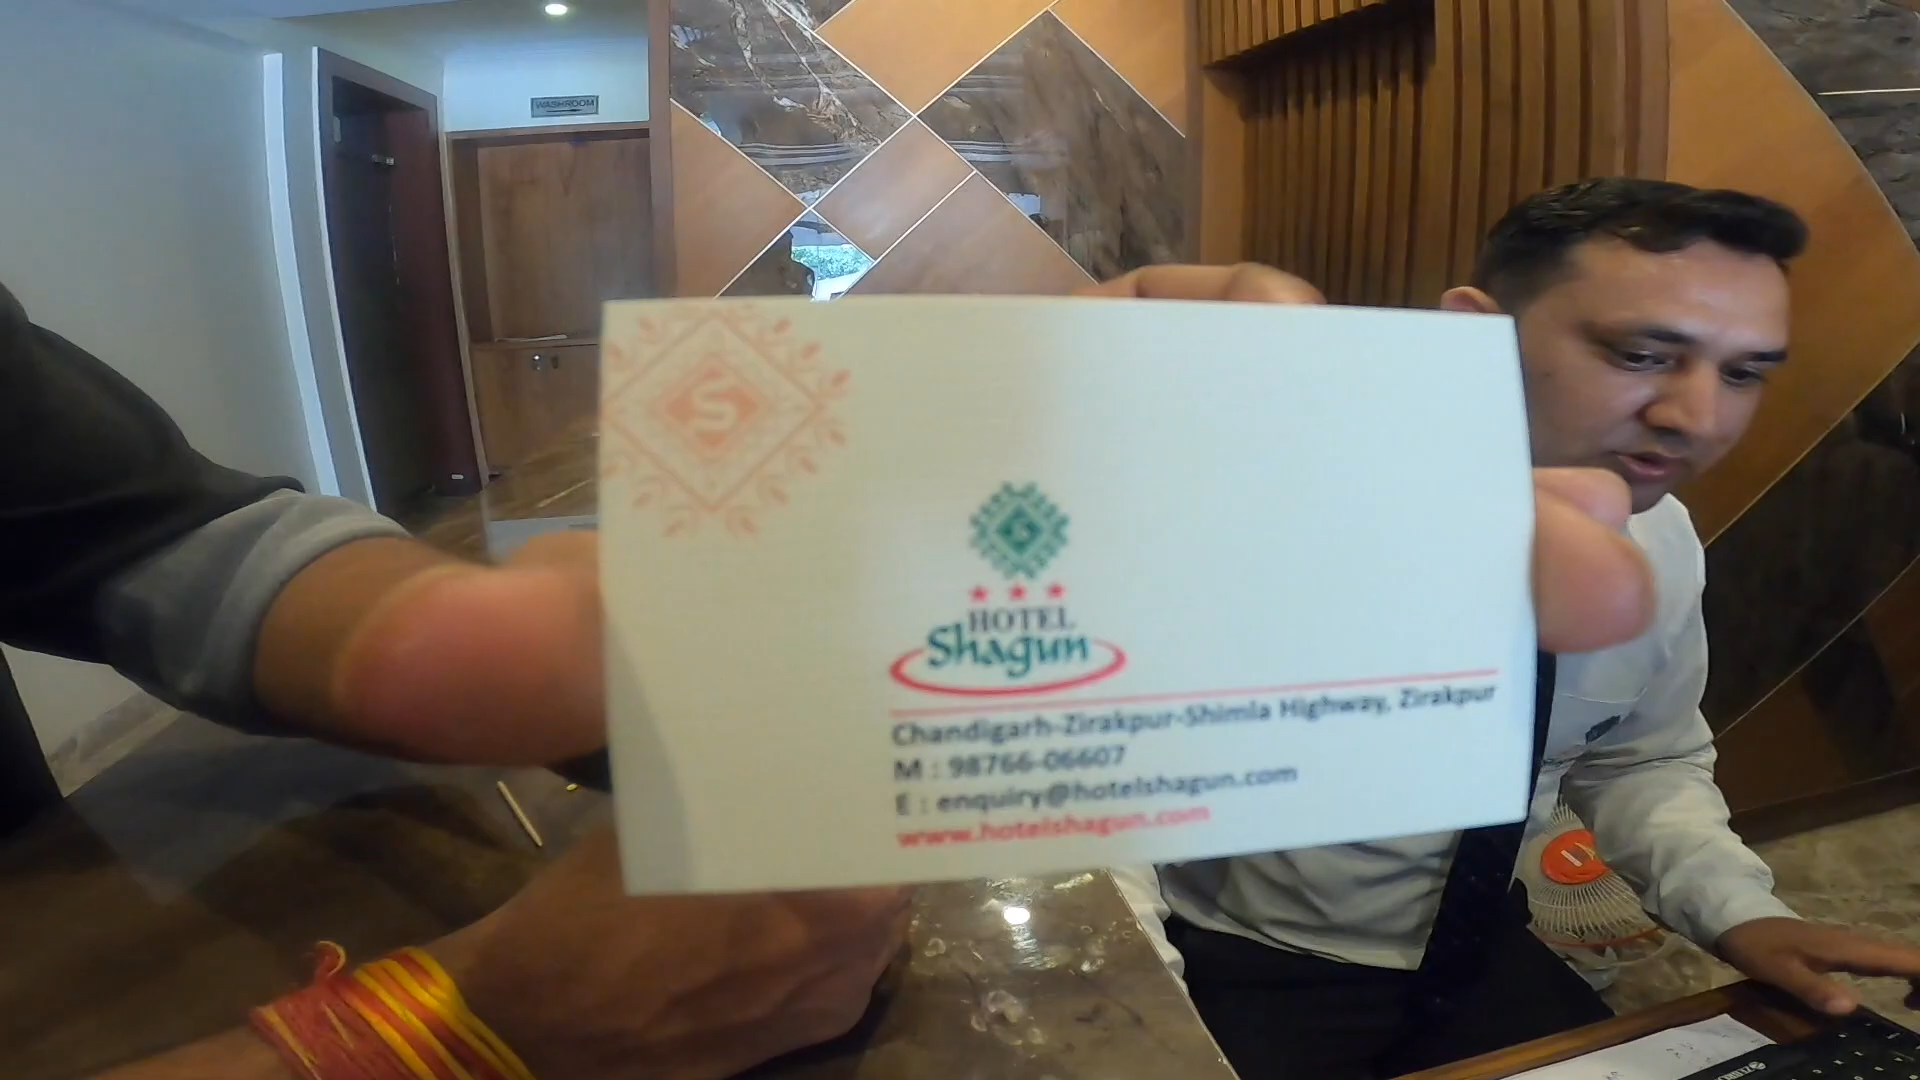 WASHROOM
S
S
HOTEL
Shagun
Chandigarh-Zirakpur-Shimla Highway, Zirakpur
M : 98766-06607
E : enquiry@hotelshagun.com
www.hotelshagun.com